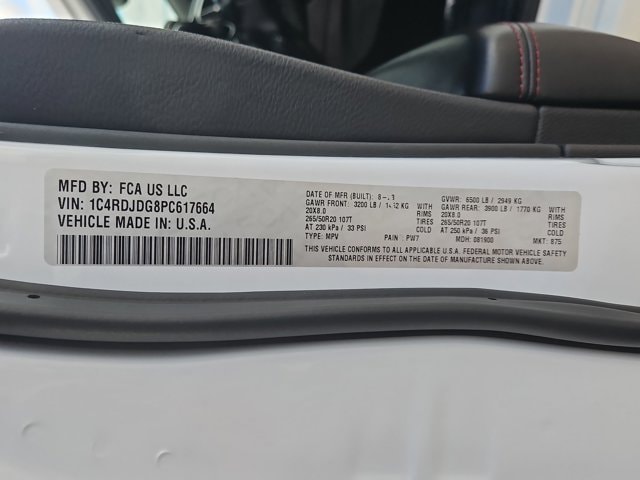 MFD BY: FCA US LLC
VIN: 1C4RDJDG8PC617664
VEHICLE MADE IN: U.S.A.
DATE OF MFR (BUILT):
GAWR FRONT: 3200 LB / KG WITH
20X8.0 RIMS
265/50R20 107T TIRES
AT 230 kPa / 33 PSI COLD
TYPE: MPV PAIN : PW7
GVWR: 6500 LB / 2949 KG
GAWR REAR: 3900 LB / 1770 KG WITH
20X8.0 RIMS
265/50R20 107T TIRES
AT 250 kPa / 36 PSI COLD
MDH: 081900 MKT: 875
THIS VEHICLE CONFORMS TO ALL APPLICABLE U.S.A. FEDERAL MOTOR VEHICLE SAFETY
STANDARDS IN EFFECT ON THE DATE OF MANUFACTURE SHOWN ABOVE.